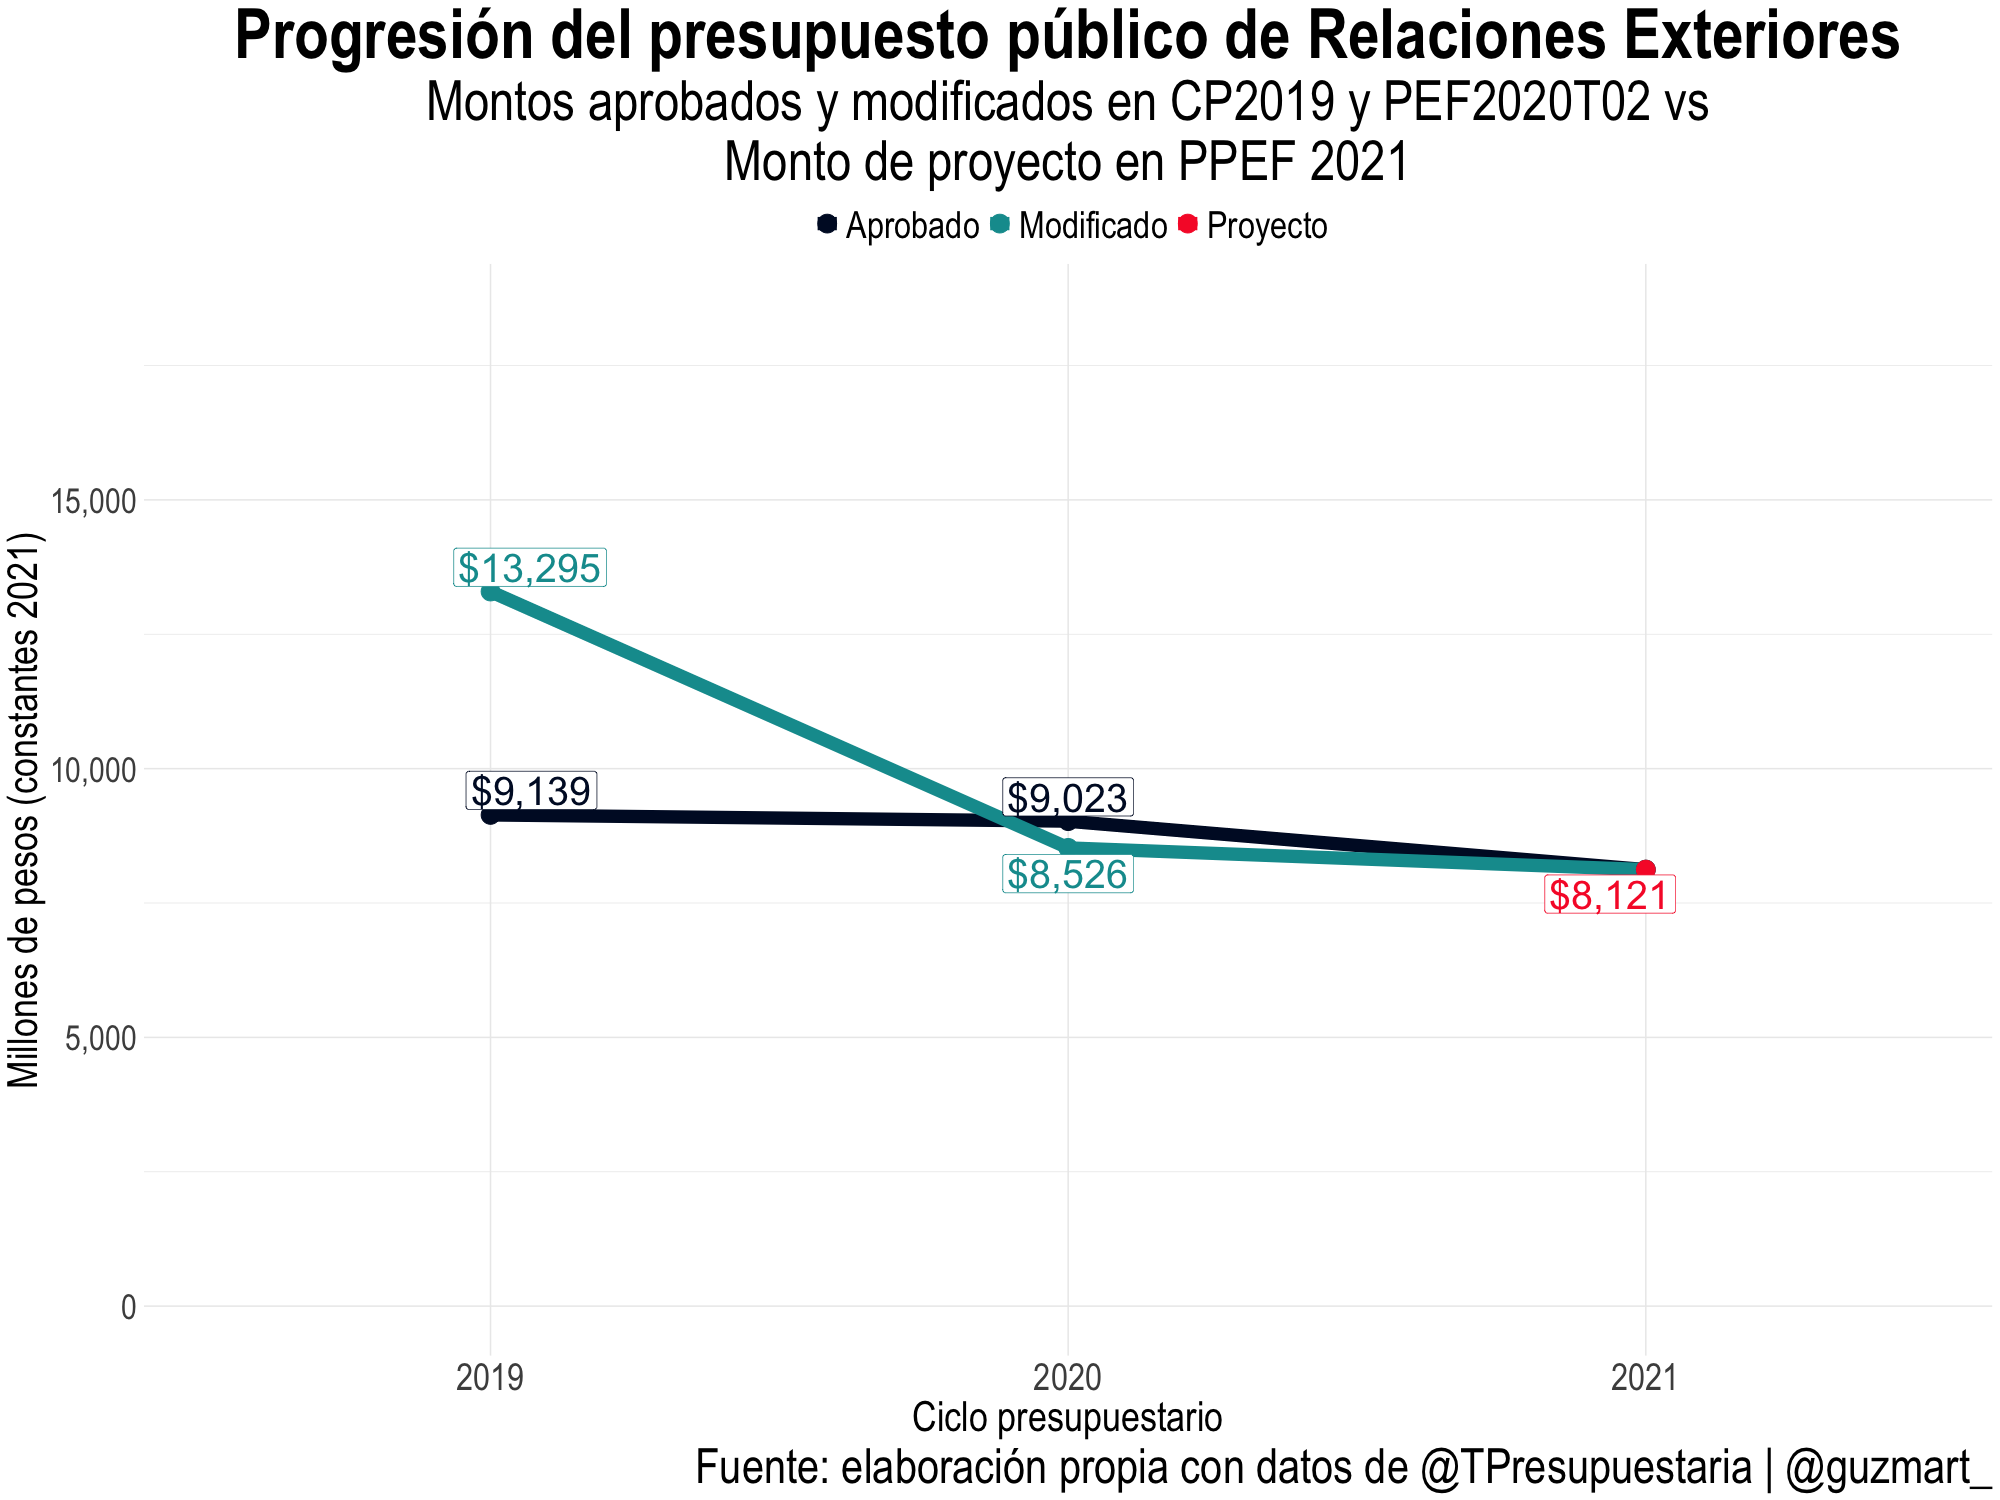 Progresión del presupuesto público de Relaciones Exteriores
Montos aprobados y modificados en CP2019 y PEF2020T02 vs
Monto de proyecto en PPEF 2021
Aprobado Modificado Proyecto
15,000
$13,295
10,000
$9,139
$9,023
$8,526
$8,121
5,000
0
Millones de pesos (constantes 2021)
2019 2020 2021
Ciclo presupuestario
Fuente: elaboración propia con datos de @TPresupuestaria | @guzmart_